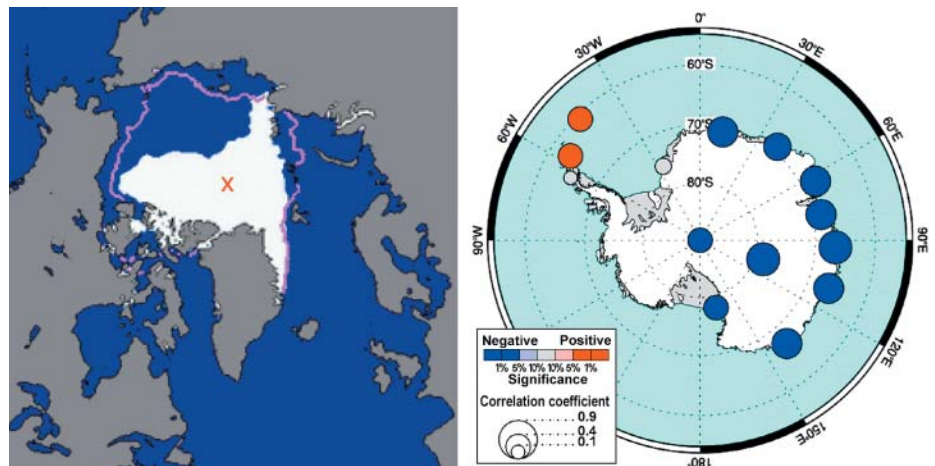 X
0°
30°W
30°E
60°S
60°W
60°E
70°S
80°S
90°W
90°E
120°E
150°E
180°
Negative Positive
1% 5% 10% 10% 5% 1%
Significance
Correlation coefficient
0.9
0.4
0.1